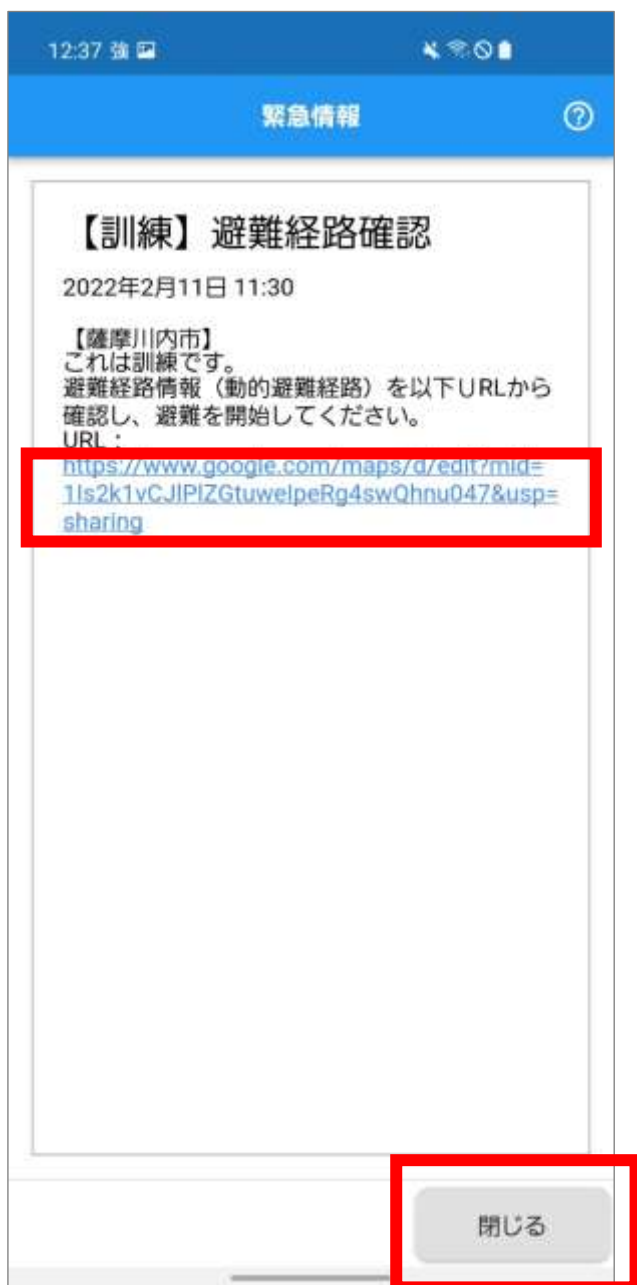 12:37 強
緊急情報
【訓練】避難経路確認
2022年2月11日 11:30
【薩摩川内市】
これは訓練です。
避難経路情報（動的避難経路）を以下URLから
確認し、避難を開始してください。
URL：
https://www.google.com/maps/d/edit?mid=
1Is2k1vCJlPlZGtuwelpeRg4swQhnu047&usp=
sharing
閉じる